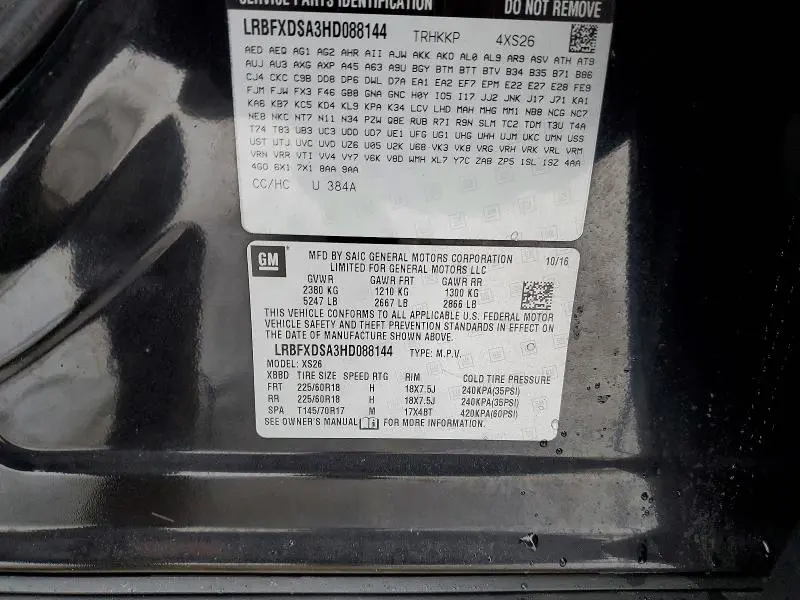 SERVICE PARTS IDENTIFICATION DO NOT REMOVE
LRBFXDSA3HD088144 TRHKKP 4XS26
AED AEQ AG1 AG2 AHR AII AJW AKK AKO AL0 AL9 AR9 ASV ATH AT9
AUJ AU3 AXG AXP A45 A63 A9U BGY BTM BTT BTV B34 B35 B71 B86
CJ4 CKC C9B DD8 DP6 DWL D7A EA1 EA2 EF7 EPM E22 E27 E28 FE9
FJM FJW FX3 F46 GB8 GNA GNC H0Y IO5 I17 JJ2 JNK J17 J71 KA1
KA6 KB7 KC5 KD4 KL9 KPA K34 LCV LHD MAH MHG MM1 NB8 NCG NC7
NE8 NKC NT7 N11 N34 PZW Q8E RUB R7I R9N SLM TC2 TDM T3U T4A
T74 T83 UB3 UC3 UDD UD7 UE1 UFG UG1 UHG UHH UJM UKC UMN USS
UST UTJ UVC UVD UZ6 U05 U2K U68 VK3 VK8 VRG VRH VRK VRL VRM
VRN VRR VTI VV4 VY7 V6K V8D WMH XL7 Y7C ZAB ZP5 1SL 1SZ 4AA
4G0 6X1 7X1 8AA 9AA
CC/HC U 384A
GM MFD BY SAIC GENERAL MOTORS CORPORATION 10/16
LIMITED FOR GENERAL MOTORS LLC
GVWR GAWR FRT GAWR RR
2380 KG 1210 KG 1300 KG
5247 LB 2667 LB 2866 LB
THIS VEHICLE CONFORMS TO ALL APPLICABLE U.S. FEDERAL MOTOR
VEHICLE SAFETY AND THEFT PREVENTION STANDARDS IN EFFECT ON
THE DATE OF MANUFACTURE SHOWN ABOVE.
LRBFXDSA3HD088144 TYPE: M.P.V.
MODEL: XS26
XBBD TIRE SIZE SPEED RTG RIM COLD TIRE PRESSURE
FRT 225/60R18 H 18X7.5J 240KPA(35PSI)
RR 225/60R18 H 18X7.5J 240KPA(35PSI)
SPA T145/70R17 M 17X4BT 420KPA(60PSI)
SEE OWNER'S MANUAL FOR MORE INFORMATION.